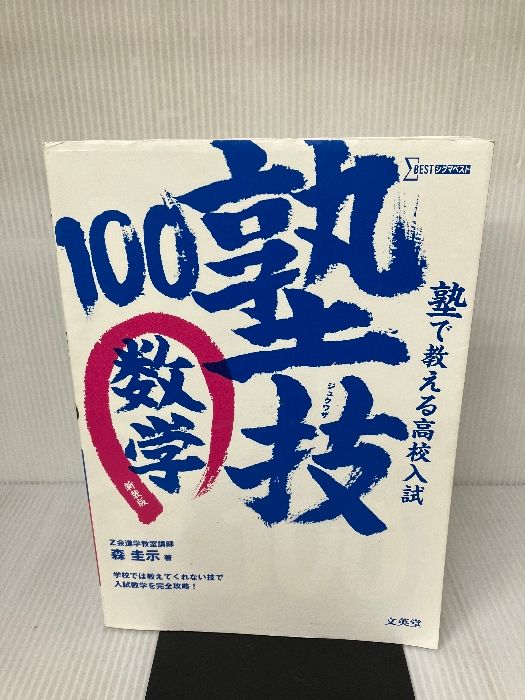 ΣBEST シグマベスト
塾で教える高校入試
塾技
ジュクワザ
100
数学
新装版
Z会進学教室講師
森 圭示 著
学校では教えてくれない技で
入試数学を完全攻略！
文英堂